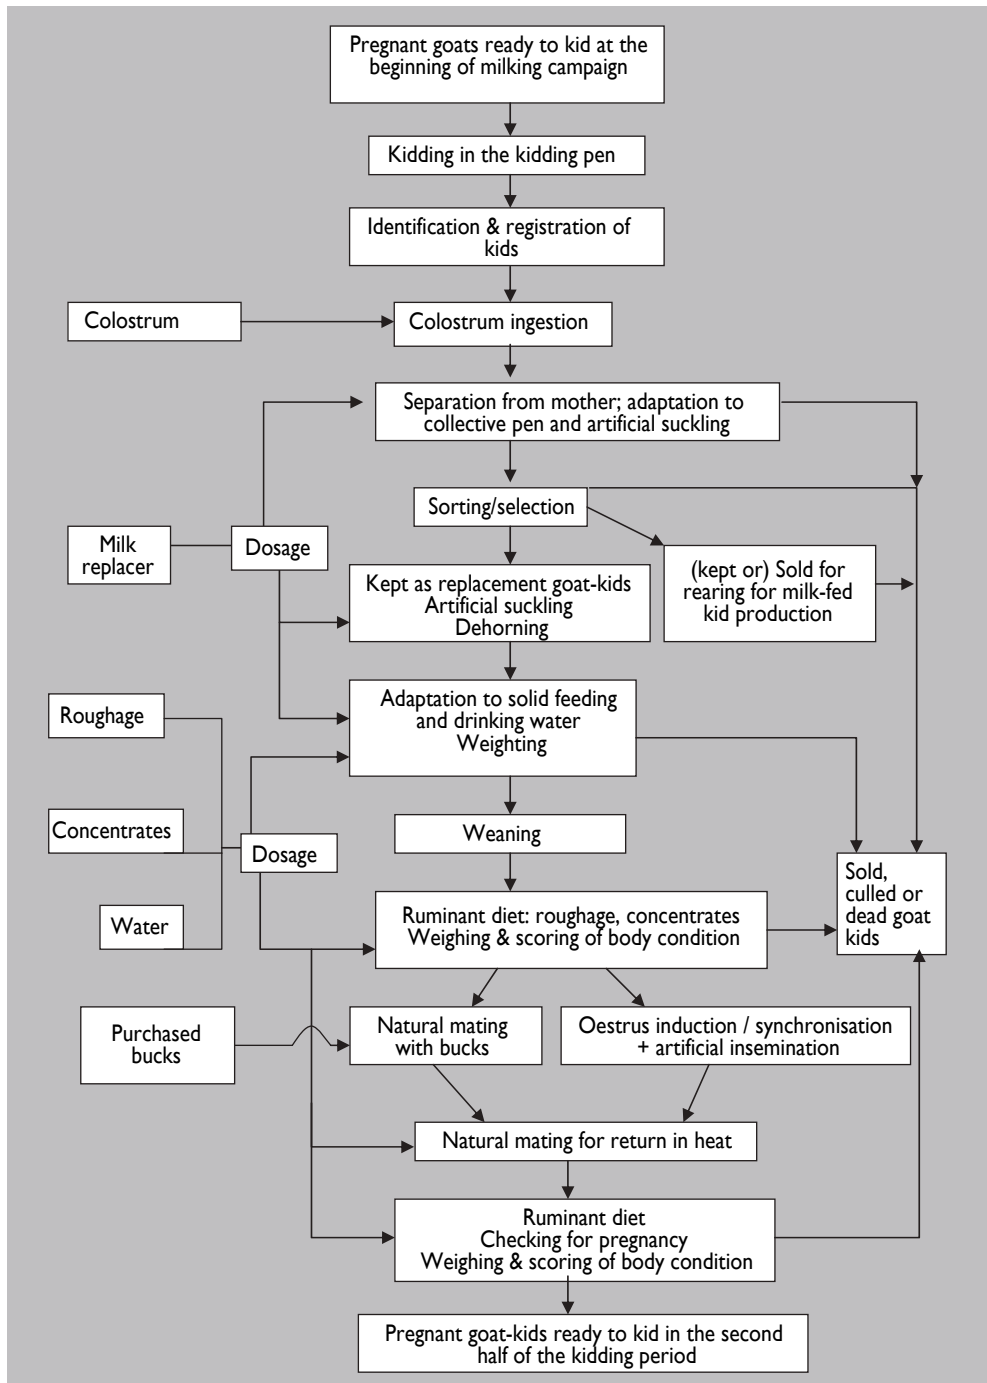 Pregnant goats ready to kid at the
beginning of milking campaign
Kidding in the kidding pen
Identification & registration of
kids
Colostrum
Colostrum ingestion
Separation from mother; adaptation to
collective pen and artificial suckling
Sorting/selection
Milk
replacer
Dosage
(kept or) Sold for
rearing for milk-fed
kid production
Kept as replacement goat-kids
Artificial suckling
Dehorning
Adaptation to solid feeding
and drinking water
Weighting
Roughage
Concentrates
Water
Dosage
Weaning
Sold,
culled or
dead goat
kids
Ruminant diet: roughage, concentrates
Weighing & scoring of body condition
Purchased
bucks
Natural mating
with bucks
Oestrus induction / synchronisation
+ artificial insemination
Natural mating for return in heat
Ruminant diet
Checking for pregnancy
Weighing & scoring of body condition
Pregnant goat-kids ready to kid in the second
half of the kidding period